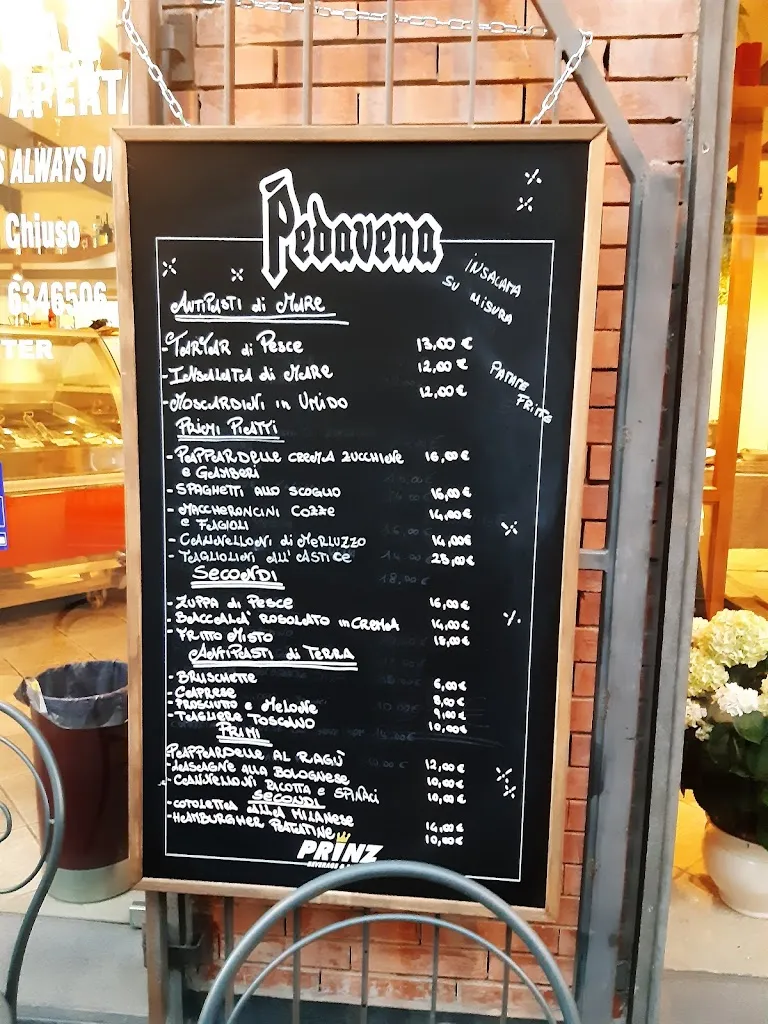 APERTA
S ALWAYS O
Chiuso
6346506
TER
Pedavena
INSALATA
SU MISURA
ANTIPASTI di MARE
- TARTAR di PESCE 13,00 €
- INSALATA di MARE 12,00 €
- MOSCARDINI in UMIDO 12,00 €
PRIMI PIATTI
PATATE
FRITTE
- PAPPARDELLE CREMA ZUCCHINE 16,00 €
e GAMBERI
- SPAGHETTI ALLO SCOGLIO 16,00 €
- MACCHERONCINI COZZE 14,00 €
e FAGIOLI
- CANNELLONI di MERLUZZO 14,00€
- TAGLIOLINI ALL'ASTICE 25,00 €
SECONDI
- ZUPPA di PESCE 16,00 €
- BACCALA' ROSOLATO in CREMA 14,00 €
- FRITTO MISTO 15,00 €
ANTIPASTI di TERRA
- BRUSCHETTE 6,00 €
- CAPRESE 8,00 €
- PROSCIUTTO e MELONE 9,00 €
- TAGLIERE TOSCANO 10,00€
PRIMI
PAPPARDELLE AL RAGÙ 12,00 €
- LASAGNE ALLA BOLOGNESE 10,00 €
- CANNELLONI RICOTTA e SPINACI 10,00 €
SECONDI
- COTOLETTA ALLA MILANESE 14,00 €
- HAMBURGHER PATATINE 10,00 €
PRINZ